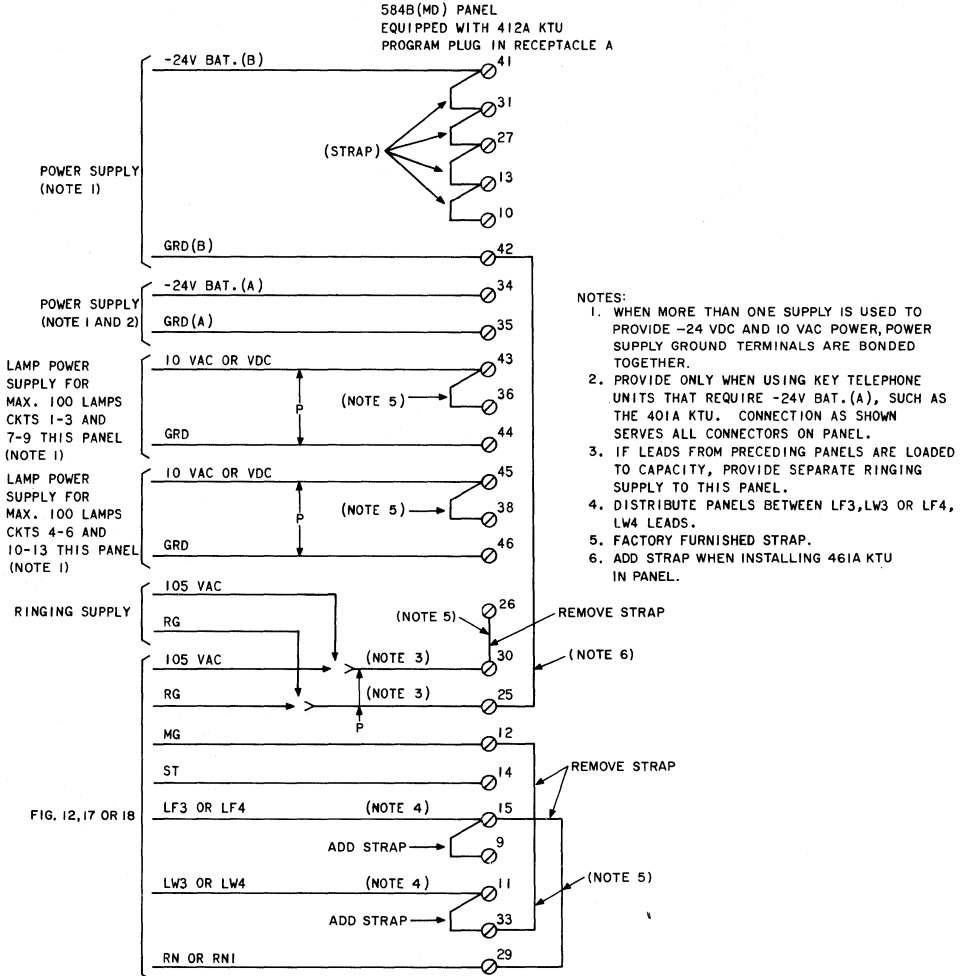 584B(MD) PANEL
EQUIPPED WITH 412A KTU
PROGRAM PLUG IN RECEPTACLE A
-24V BAT.(B)
41
31
27
(STRAP)
13
10
POWER SUPPLY
(NOTE 1)
GRD(B)
42
-24V BAT.(A)
34
POWER SUPPLY
(NOTE 1 AND 2)
GRD(A)
35
10 VAC OR VDC
43
LAMP POWER
SUPPLY FOR
MAX. 100 LAMPS
CKTS 1-3 AND
7-9 THIS PANEL
(NOTE 1)
P
(NOTE 5)
36
GRD
44
10 VAC OR VDC
45
LAMP POWER
SUPPLY FOR
MAX. 100 LAMPS
CKTS 4-6 AND
10-13 THIS PANEL
(NOTE 1)
P
(NOTE 5)
38
GRD
46
105 VAC
RINGING SUPPLY
RG
26
(NOTE 5)
REMOVE STRAP
105 VAC
(NOTE 3)
30
(NOTE 6)
RG
(NOTE 3)
25
P
MG
12
REMOVE STRAP
ST
14
FIG. 12,17 OR 18
LF3 OR LF4
(NOTE 4)
15
ADD STRAP
9
LW3 OR LW4
(NOTE 4)
11
(NOTE 5)
ADD STRAP
33
RN OR RN1
29
NOTES:
1. WHEN MORE THAN ONE SUPPLY IS USED TO
PROVIDE -24 VDC AND 10 VAC POWER, POWER
SUPPLY GROUND TERMINALS ARE BONDED
TOGETHER.
2. PROVIDE ONLY WHEN USING KEY TELEPHONE
UNITS THAT REQUIRE -24V BAT.(A), SUCH AS
THE 401A KTU. CONNECTION AS SHOWN
SERVES ALL CONNECTORS ON PANEL.
3. IF LEADS FROM PRECEDING PANELS ARE LOADED
TO CAPACITY, PROVIDE SEPARATE RINGING
SUPPLY TO THIS PANEL.
4. DISTRIBUTE PANELS BETWEEN LF3,LW3 OR LF4,
LW4 LEADS.
5. FACTORY FURNISHED STRAP.
6. ADD STRAP WHEN INSTALLING 461A KTU
IN PANEL.